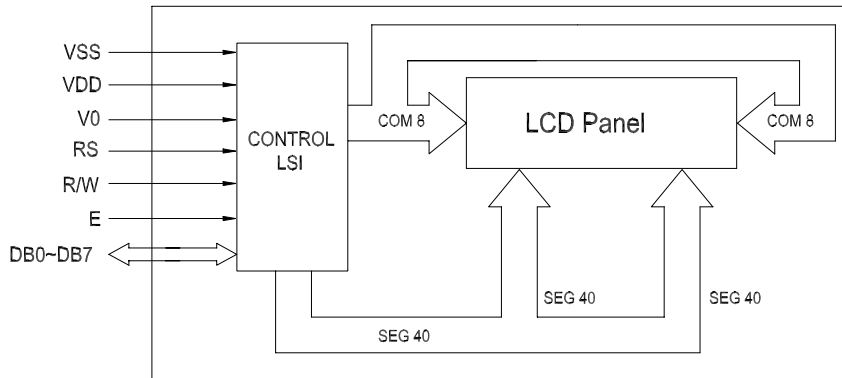 VSS
VDD
V0
RS
R/W
E
DB0~DB7
CONTROL
LSI
COM 8
LCD Panel
COM 8
SEG 40
SEG 40
SEG 40